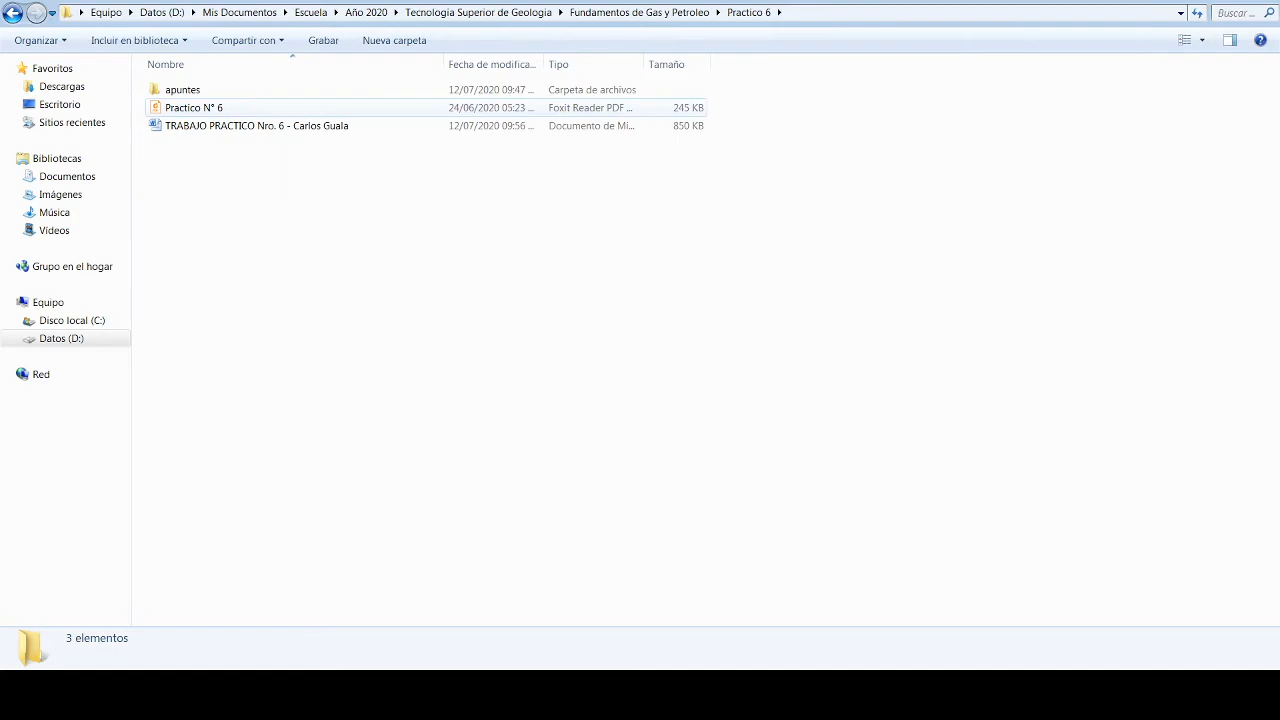 Equipo Datos (D:) Mis Documentos Escuela Año 2020 Tecnologia Superior de Geologia Fundamentos de Gas y Petroleo Practico 6 Buscar ...
Organizar Incluir en biblioteca Compartir con Grabar Nueva carpeta
Nombre Fecha de modifica... Tipo Tamaño
Favoritos
Descargas
Escritorio
Sitios recientes
Bibliotecas
Documentos
Imágenes
Música
Vídeos
Grupo en el hogar
Equipo
Disco local (C:)
Datos (D:)
Red
apuntes 12/07/2020 09:47 ... Carpeta de archivos
Practico N° 6 24/06/2020 05:23 ... Foxit Reader PDF ... 245 KB
TRABAJO PRACTICO Nro. 6 - Carlos Guala 12/07/2020 09:56 ... Documento de Mi... 850 KB
3 elementos